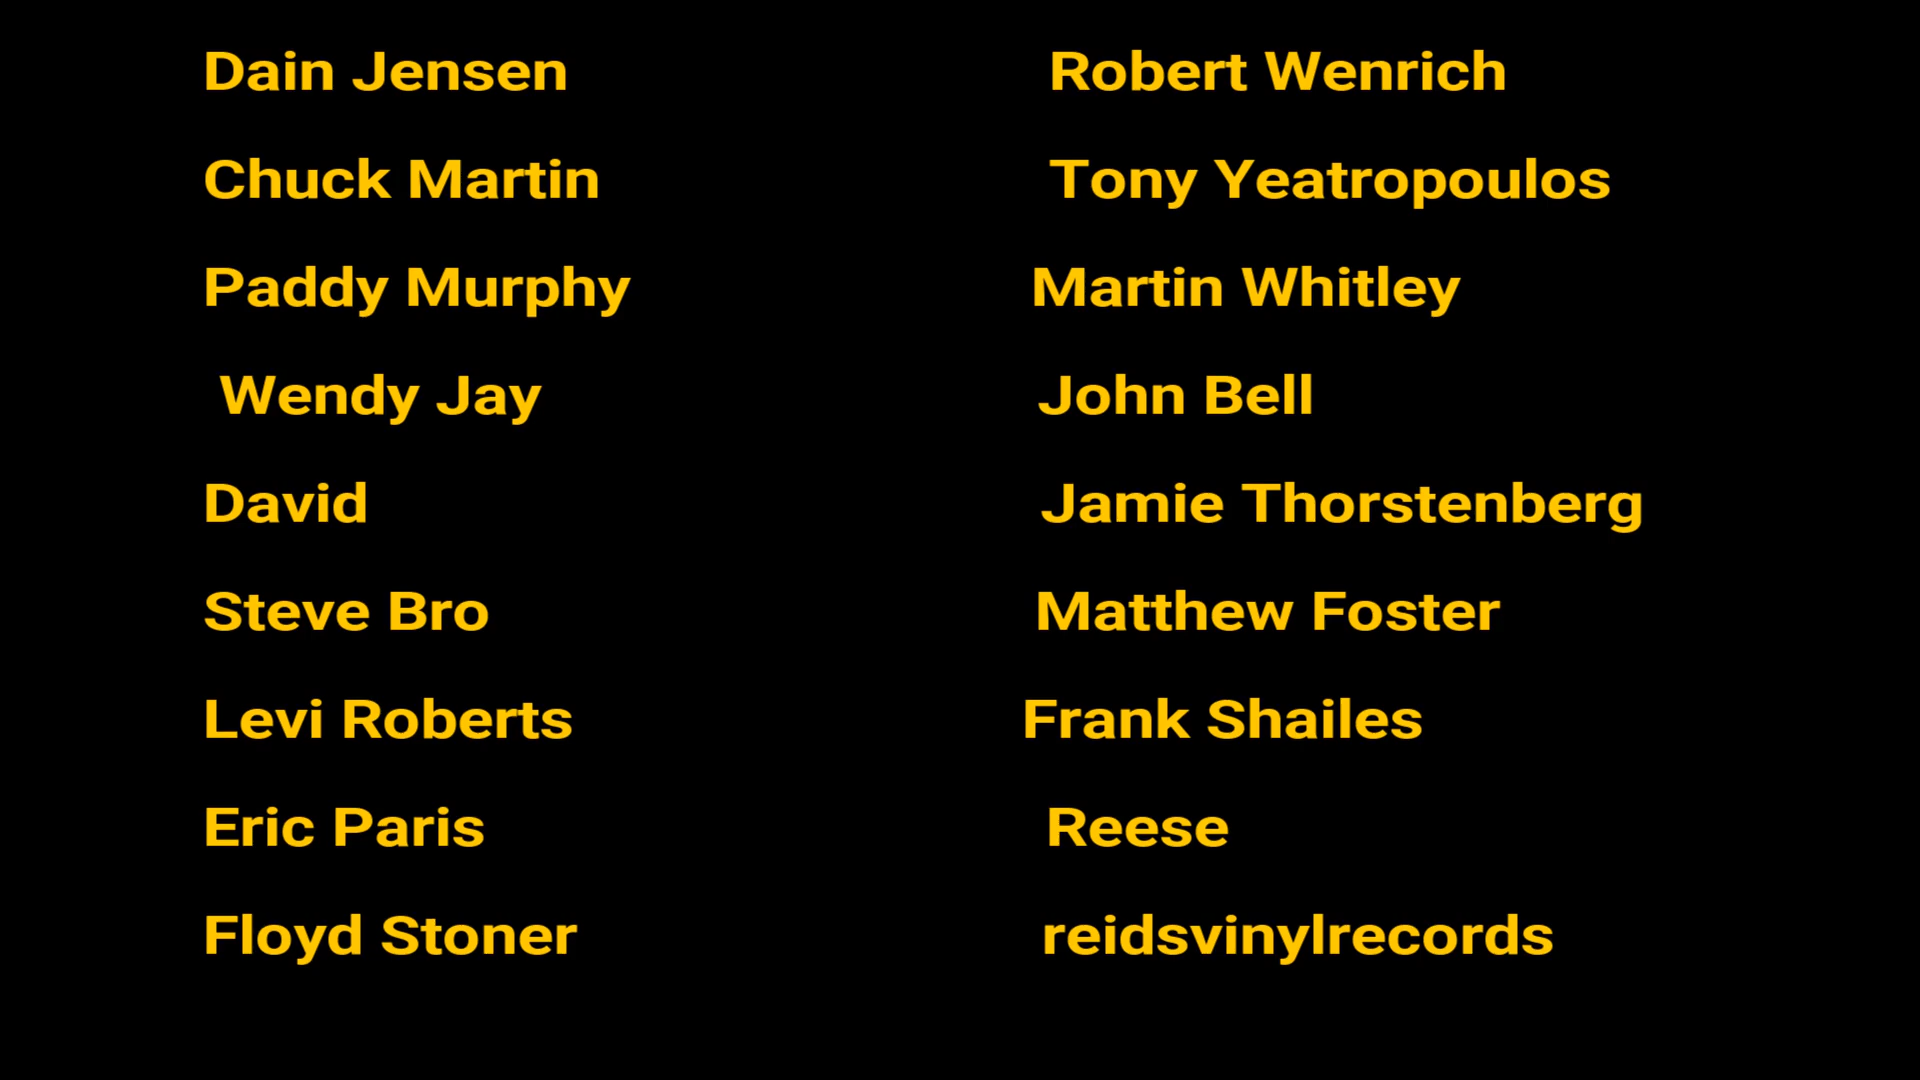 Dain Jensen
Chuck Martin
Paddy Murphy
Wendy Jay
David
Steve Bro
Levi Roberts
Eric Paris
Floyd Stoner
Robert Wenrich
Tony Yeatropoulos
Martin Whitley
John Bell
Jamie Thorstenberg
Matthew Foster
Frank Shailes
Reese
reidsvinylrecords